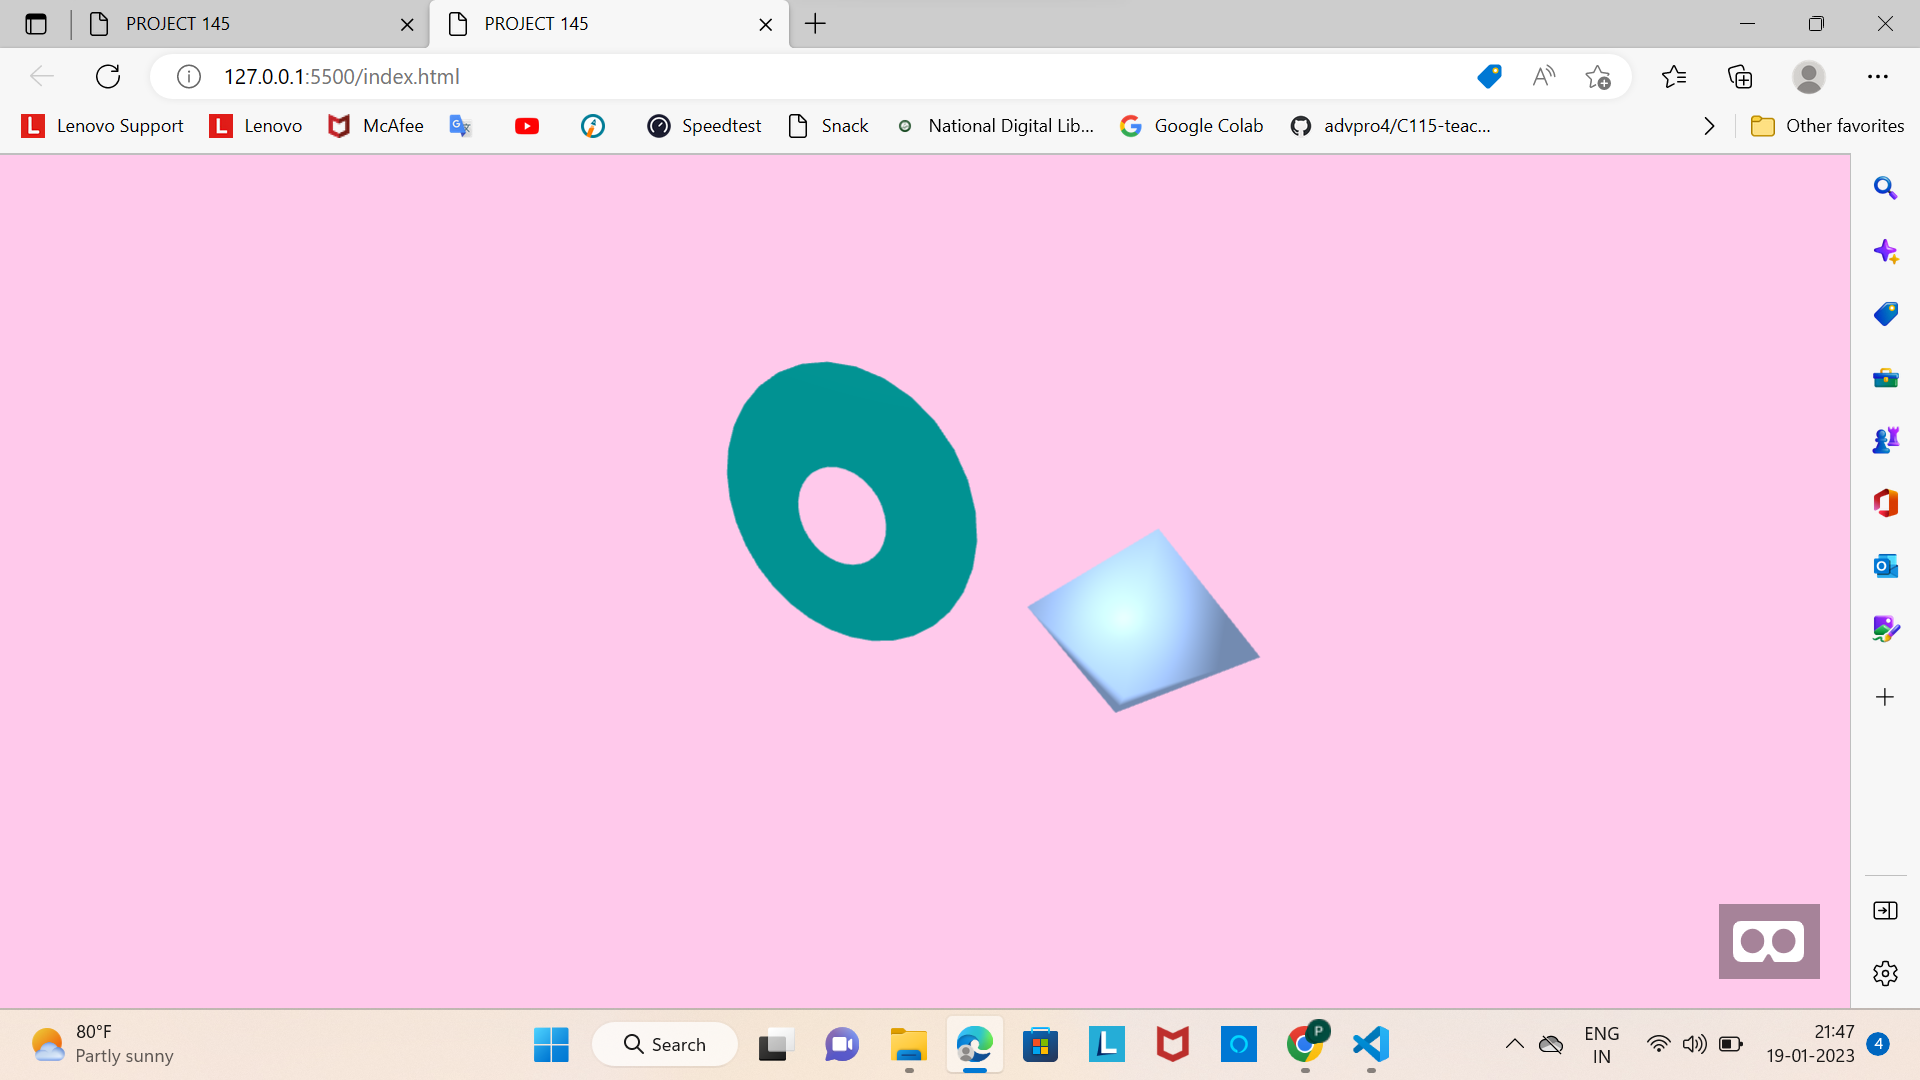 PROJECT 145
PROJECT 145
127.0.0.1:5500/index.html
Lenovo Support
Lenovo
McAfee
Speedtest
Snack
National Digital Lib...
Google Colab
advpro4/C115-teac...
Other favorites
80°F
Partly sunny
Search
P
ENG
IN
21:47
19-01-2023
4